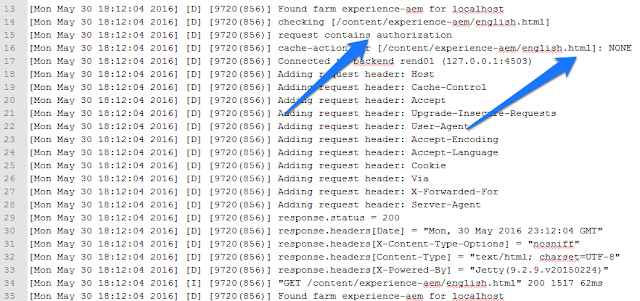 13 [Mon May 30 18:12:04 2016] [D] [9720(856)] Found farm experience-aem for localhost
14 [Mon May 30 18:12:04 2016] [D] [9720(856)] checking [/content/experience-aem/english.html]
15 [Mon May 30 18:12:04 2016] [D] [9720(856)] request contains authorization
16 [Mon May 30 18:12:04 2016] [D] [9720(856)] cache-action [/content/experience-aem/english.html]: NONE
17 [Mon May 30 18:12:04 2016] [D] [9720(856)] Connected backend rend01 (127.0.0.1:4503)
18 [Mon May 30 18:12:04 2016] [D] [9720(856)] Adding request header: Host
19 [Mon May 30 18:12:04 2016] [D] [9720(856)] Adding request header: Cache-Control
20 [Mon May 30 18:12:04 2016] [D] [9720(856)] Adding request header: Accept
21 [Mon May 30 18:12:04 2016] [D] [9720(856)] Adding request header: Upgrade-Insecure-Requests
22 [Mon May 30 18:12:04 2016] [D] [9720(856)] Adding request header: User-Agent
23 [Mon May 30 18:12:04 2016] [D] [9720(856)] Adding request header: Accept-Encoding
24 [Mon May 30 18:12:04 2016] [D] [9720(856)] Adding request header: Accept-Language
25 [Mon May 30 18:12:04 2016] [D] [9720(856)] Adding request header: Cookie
26 [Mon May 30 18:12:04 2016] [D] [9720(856)] Adding request header: Via
27 [Mon May 30 18:12:04 2016] [D] [9720(856)] Adding request header: X-Forwarded-For
28 [Mon May 30 18:12:04 2016] [D] [9720(856)] Adding request header: Server-Agent
29 [Mon May 30 18:12:04 2016] [D] [9720(856)] response.status = 200
30 [Mon May 30 18:12:04 2016] [D] [9720(856)] response.headers[Date] = "Mon, 30 May 2016 23:12:04 GMT"
31 [Mon May 30 18:12:04 2016] [D] [9720(856)] response.headers[X-Content-Type-Options] = "nosniff"
32 [Mon May 30 18:12:04 2016] [D] [9720(856)] response.headers[Content-Type] = "text/html; charset=UTF-8"
33 [Mon May 30 18:12:04 2016] [D] [9720(856)] response.headers[X-Powered-By] = "Jetty(9.2.9.v20150224)"
34 [Mon May 30 18:12:04 2016] [I] [9720(856)] "GET /content/experience-aem/english.html" 200 1517 62ms
35 [Mon May 30 18:12:04 2016] [D] [9720(856)] Found farm experience-aem for localhost